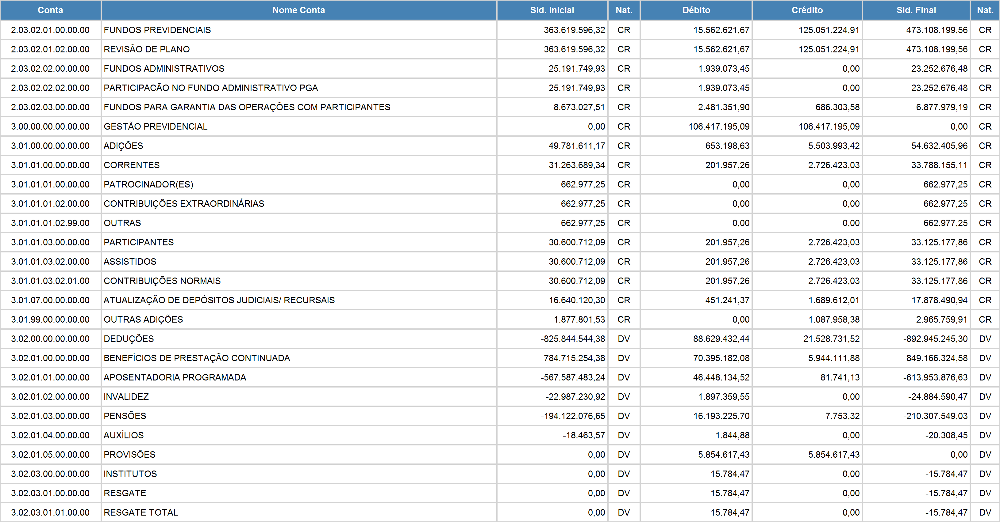 Conta Nome Conta Sld. Inicial Nat. Débito Crédito Sld. Final Nat.
2.03.02.01.00.00.00 FUNDOS PREVIDENCIAIS 363.619.596,32 CR 15.562.621,67 125.051.224,91 473.108.199,56 CR
2.03.02.01.02.00.00 REVISÃO DE PLANO 363.619.596,32 CR 15.562.621,67 125.051.224,91 473.108.199,56 CR
2.03.02.02.00.00.00 FUNDOS ADMINISTRATIVOS 25.191.749,93 CR 1.939.073,45 0,00 23.252.676,48 CR
2.03.02.02.02.00.00 PARTICIPACÃO NO FUNDO ADMINISTRATIVO PGA 25.191.749,93 CR 1.939.073,45 0,00 23.252.676,48 CR
2.03.02.03.00.00.00 FUNDOS PARA GARANTIA DAS OPERAÇÕES COM PARTICIPANTES 8.673.027,51 CR 2.481.351,90 686.303,58 6.877.979,19 CR
3.00.00.00.00.00.00 GESTÃO PREVIDENCIAL 0,00 CR 106.417.195,09 106.417.195,09 0,00 CR
3.01.00.00.00.00.00 ADIÇÕES 49.781.611,17 CR 653.198,63 5.503.993,42 54.632.405,96 CR
3.01.01.00.00.00.00 CORRENTES 31.263.689,34 CR 201.957,26 2.726.423,03 33.788.155,11 CR
3.01.01.01.00.00.00 PATROCINADOR(ES) 662.977,25 CR 0,00 0,00 662.977,25 CR
3.01.01.01.02.00.00 CONTRIBUIÇÕES EXTRAORDINÁRIAS 662.977,25 CR 0,00 0,00 662.977,25 CR
3.01.01.01.02.99.00 OUTRAS 662.977,25 CR 0,00 0,00 662.977,25 CR
3.01.01.03.00.00.00 PARTICIPANTES 30.600.712,09 CR 201.957,26 2.726.423,03 33.125.177,86 CR
3.01.01.03.02.00.00 ASSISTIDOS 30.600.712,09 CR 201.957,26 2.726.423,03 33.125.177,86 CR
3.01.01.03.02.01.00 CONTRIBUIÇÕES NORMAIS 30.600.712,09 CR 201.957,26 2.726.423,03 33.125.177,86 CR
3.01.07.00.00.00.00 ATUALIZAÇÃO DE DEPÓSITOS JUDICIAIS/ RECURSAIS 16.640.120,30 CR 451.241,37 1.689.612,01 17.878.490,94 CR
3.01.99.00.00.00.00 OUTRAS ADIÇÕES 1.877.801,53 CR 0,00 1.087.958,38 2.965.759,91 CR
3.02.00.00.00.00.00 DEDUÇÕES -825.844.544,38 DV 88.629.432,44 21.528.731,52 -892.945.245,30 DV
3.02.01.00.00.00.00 BENEFÍCIOS DE PRESTAÇÃO CONTINUADA -784.715.254,38 DV 70.395.182,08 5.944.111,88 -849.166.324,58 DV
3.02.01.01.00.00.00 APOSENTADORIA PROGRAMADA -567.587.483,24 DV 46.448.134,52 81.741,13 -613.953.876,63 DV
3.02.01.02.00.00.00 INVALIDEZ -22.987.230,92 DV 1.897.359,55 0,00 -24.884.590,47 DV
3.02.01.03.00.00.00 PENSÕES -194.122.076,65 DV 16.193.225,70 7.753,32 -210.307.549,03 DV
3.02.01.04.00.00.00 AUXÍLIOS -18.463,57 DV 1.844,88 0,00 -20.308,45 DV
3.02.01.05.00.00.00 PROVISÕES 0,00 DV 5.854.617,43 5.854.617,43 0,00 DV
3.02.03.00.00.00.00 INSTITUTOS 0,00 DV 15.784,47 0,00 -15.784,47 DV
3.02.03.01.00.00.00 RESGATE 0,00 DV 15.784,47 0,00 -15.784,47 DV
3.02.03.01.01.00.00 RESGATE TOTAL 0,00 DV 15.784,47 0,00 -15.784,47 DV